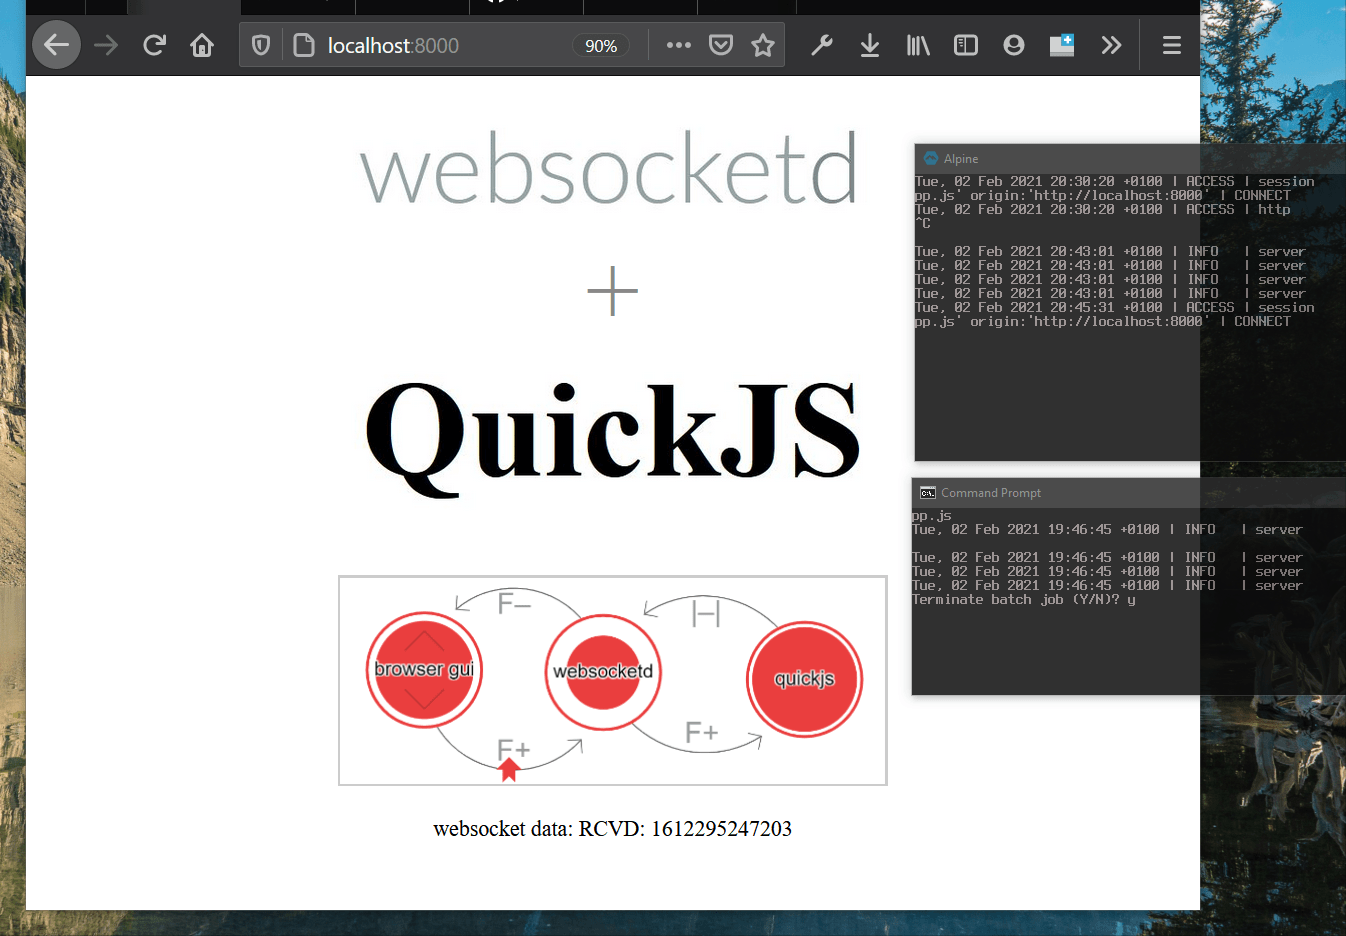 localhost:8000
90%
websocketd
+
QuickJS
F–
|–|
browser gui
websocketd
quickjs
F+
F+
websocket data: RCVD: 1612295247203
Alpine
Tue, 02 Feb 2021 20:30:20 +0100 | ACCESS | session
pp.js' origin:'http://localhost:8000' | CONNECT
Tue, 02 Feb 2021 20:30:20 +0100 | ACCESS | http
^C
Tue, 02 Feb 2021 20:43:01 +0100 | INFO   | server
Tue, 02 Feb 2021 20:43:01 +0100 | INFO   | server
Tue, 02 Feb 2021 20:43:01 +0100 | INFO   | server
Tue, 02 Feb 2021 20:43:01 +0100 | INFO   | server
Tue, 02 Feb 2021 20:45:31 +0100 | ACCESS | session
pp.js' origin:'http://localhost:8000' | CONNECT
Command Prompt
pp.js
Tue, 02 Feb 2021 19:46:45 +0100 | INFO   | server
Tue, 02 Feb 2021 19:46:45 +0100 | INFO   | server
Tue, 02 Feb 2021 19:46:45 +0100 | INFO   | server
Tue, 02 Feb 2021 19:46:45 +0100 | INFO   | server
Terminate batch job (Y/N)? y